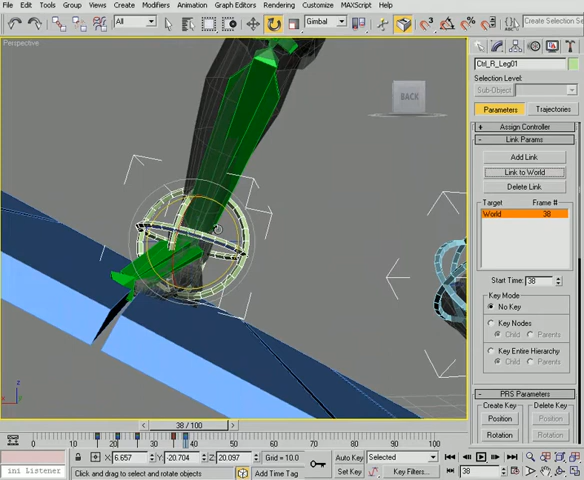 File Edit Tools Group Views Create Modifiers Animation Graph Editors Rendering Customize MAXScript Help
All Gimbal Create Selection Se
Perspective
BACK
Ctrl_R_Leg01
Selection Level:
Sub-Object
Parameters Trajectories
+ Assign Controller
- Link Params
Add Link
Link to World
Delete Link
Target Frame #
World 38
Start Time: 38
Key Mode
No Key
Key Nodes
Child Parents
Key Entire Hierarchy
Child Parents
- PRS Parameters
Create Key Delete Key
Position Position
Rotation Rotation
z
x
< 38 / 100 >
0 10 20 30 40 50 60 70 80 90 100
X: 6.657 Y: -20.704 Z: 20.097 Grid = 10.0 Auto Key Selected
ini Listener Click and drag to select and rotate objects Add Time Tag Set Key Key Filters... 38